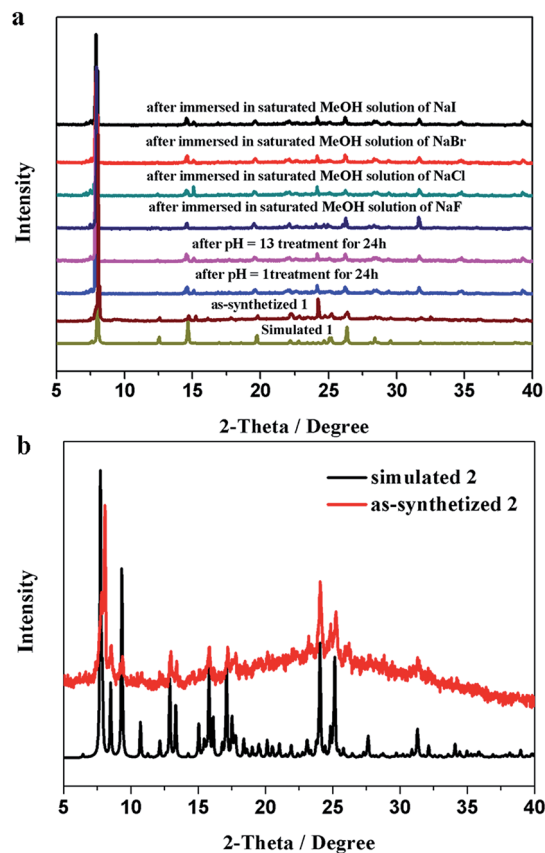 a
after immersed in saturated MeOH solution of NaI
after immersed in saturated MeOH solution of NaBr
after immersed in saturated MeOH solution of NaCl
after immersed in saturated MeOH solution of NaF
after pH = 13 treatment for 24h
after pH = 1treatment for 24h
as-synthetized 1
Simulated 1
Intensity
5 10 15 20 25 30 35 40
2-Theta / Degree
b
simulated 2
as-synthetized 2
Intensity
5 10 15 20 25 30 35 40
2-Theta / Degree